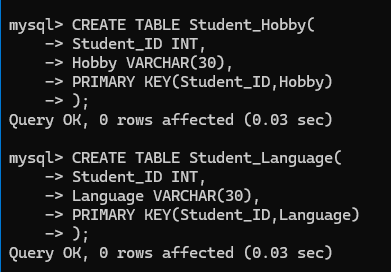 mysql> CREATE TABLE Student_Hobby(
    -> Student_ID INT,
    -> Hobby VARCHAR(30),
    -> PRIMARY KEY(Student_ID,Hobby)
    -> );
Query OK, 0 rows affected (0.03 sec)

mysql> CREATE TABLE Student_Language(
    -> Student_ID INT,
    -> Language VARCHAR(30),
    -> PRIMARY KEY(Student_ID,Language)
    -> );
Query OK, 0 rows affected (0.03 sec)